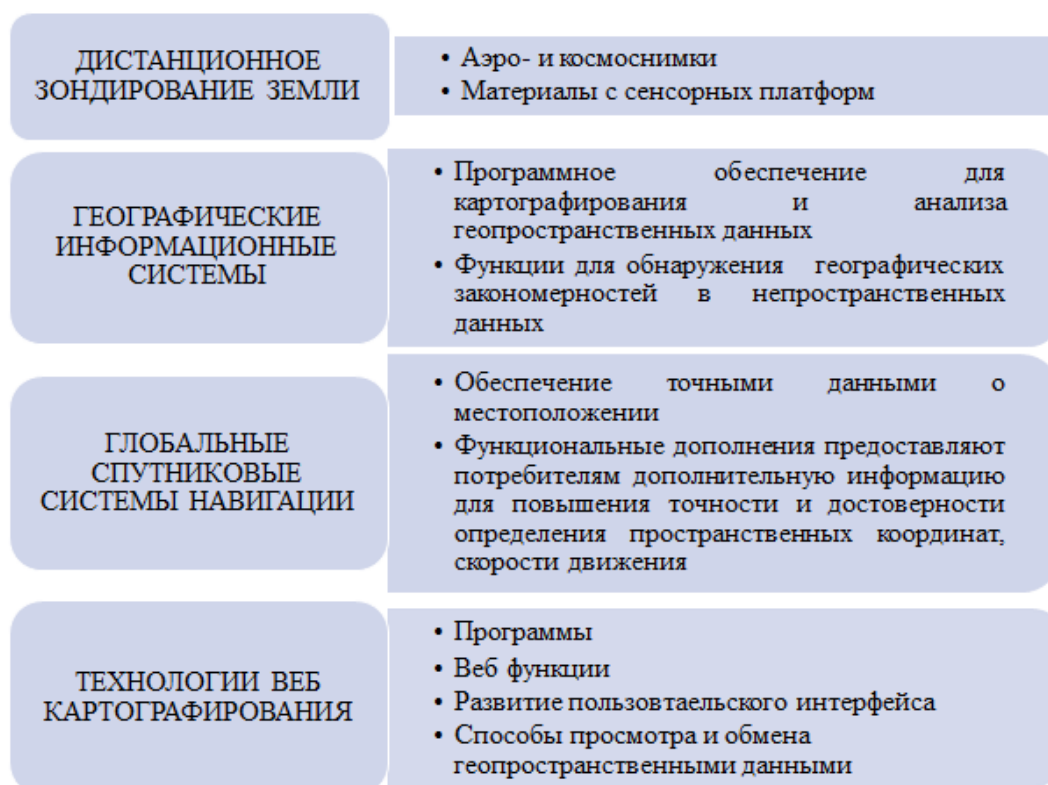 ДИСТАНЦИОННОЕ
ЗОНДИРОВАНИЕ ЗЕМЛИ
• Аэро- и космоснимки
• Материалы с сенсорных платформ
ГЕОГРАФИЧЕСКИЕ
ИНФОРМАЦИОННЫЕ
СИСТЕМЫ
• Программное обеспечение для
картографирования и анализа
геопространственных данных
• Функции для обнаружения географических
закономерностей в непространственных
данных
ГЛОБАЛЬНЫЕ
СПУТНИКОВЫЕ
СИСТЕМЫ НАВИГАЦИИ
• Обеспечение точными данными о
местоположении
• Функциональные дополнения предоставляют
потребителям дополнительную информацию
для повышения точности и достоверности
определения пространственных координат,
скорости движения
ТЕХНОЛОГИИ ВЕБ
КАРТОГРАФИРОВАНИЯ
• Программы
• Веб функции
• Развитие пользовтаельского интерфейса
• Способы просмотра и обмена
геопространственными данными